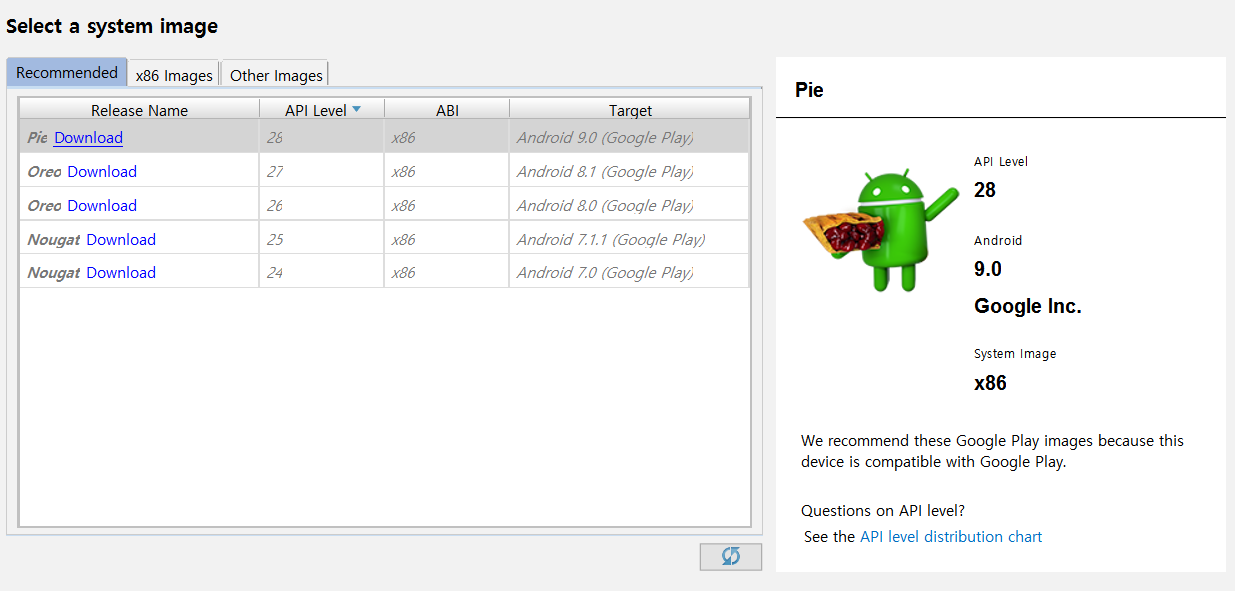 Select a system image
Recommended x86 Images Other Images
Release Name API Level ABI Target
Pie Download 28 x86 Android 9.0 (Google Play)
Oreo Download 27 x86 Android 8.1 (Google Play)
Oreo Download 26 x86 Android 8.0 (Google Play)
Nougat Download 25 x86 Android 7.1.1 (Google Play)
Nougat Download 24 x86 Android 7.0 (Google Play)
Pie
API Level
28
Android
9.0
Google Inc.
System Image
x86
We recommend these Google Play images because this
device is compatible with Google Play.
Questions on API level?
See the API level distribution chart